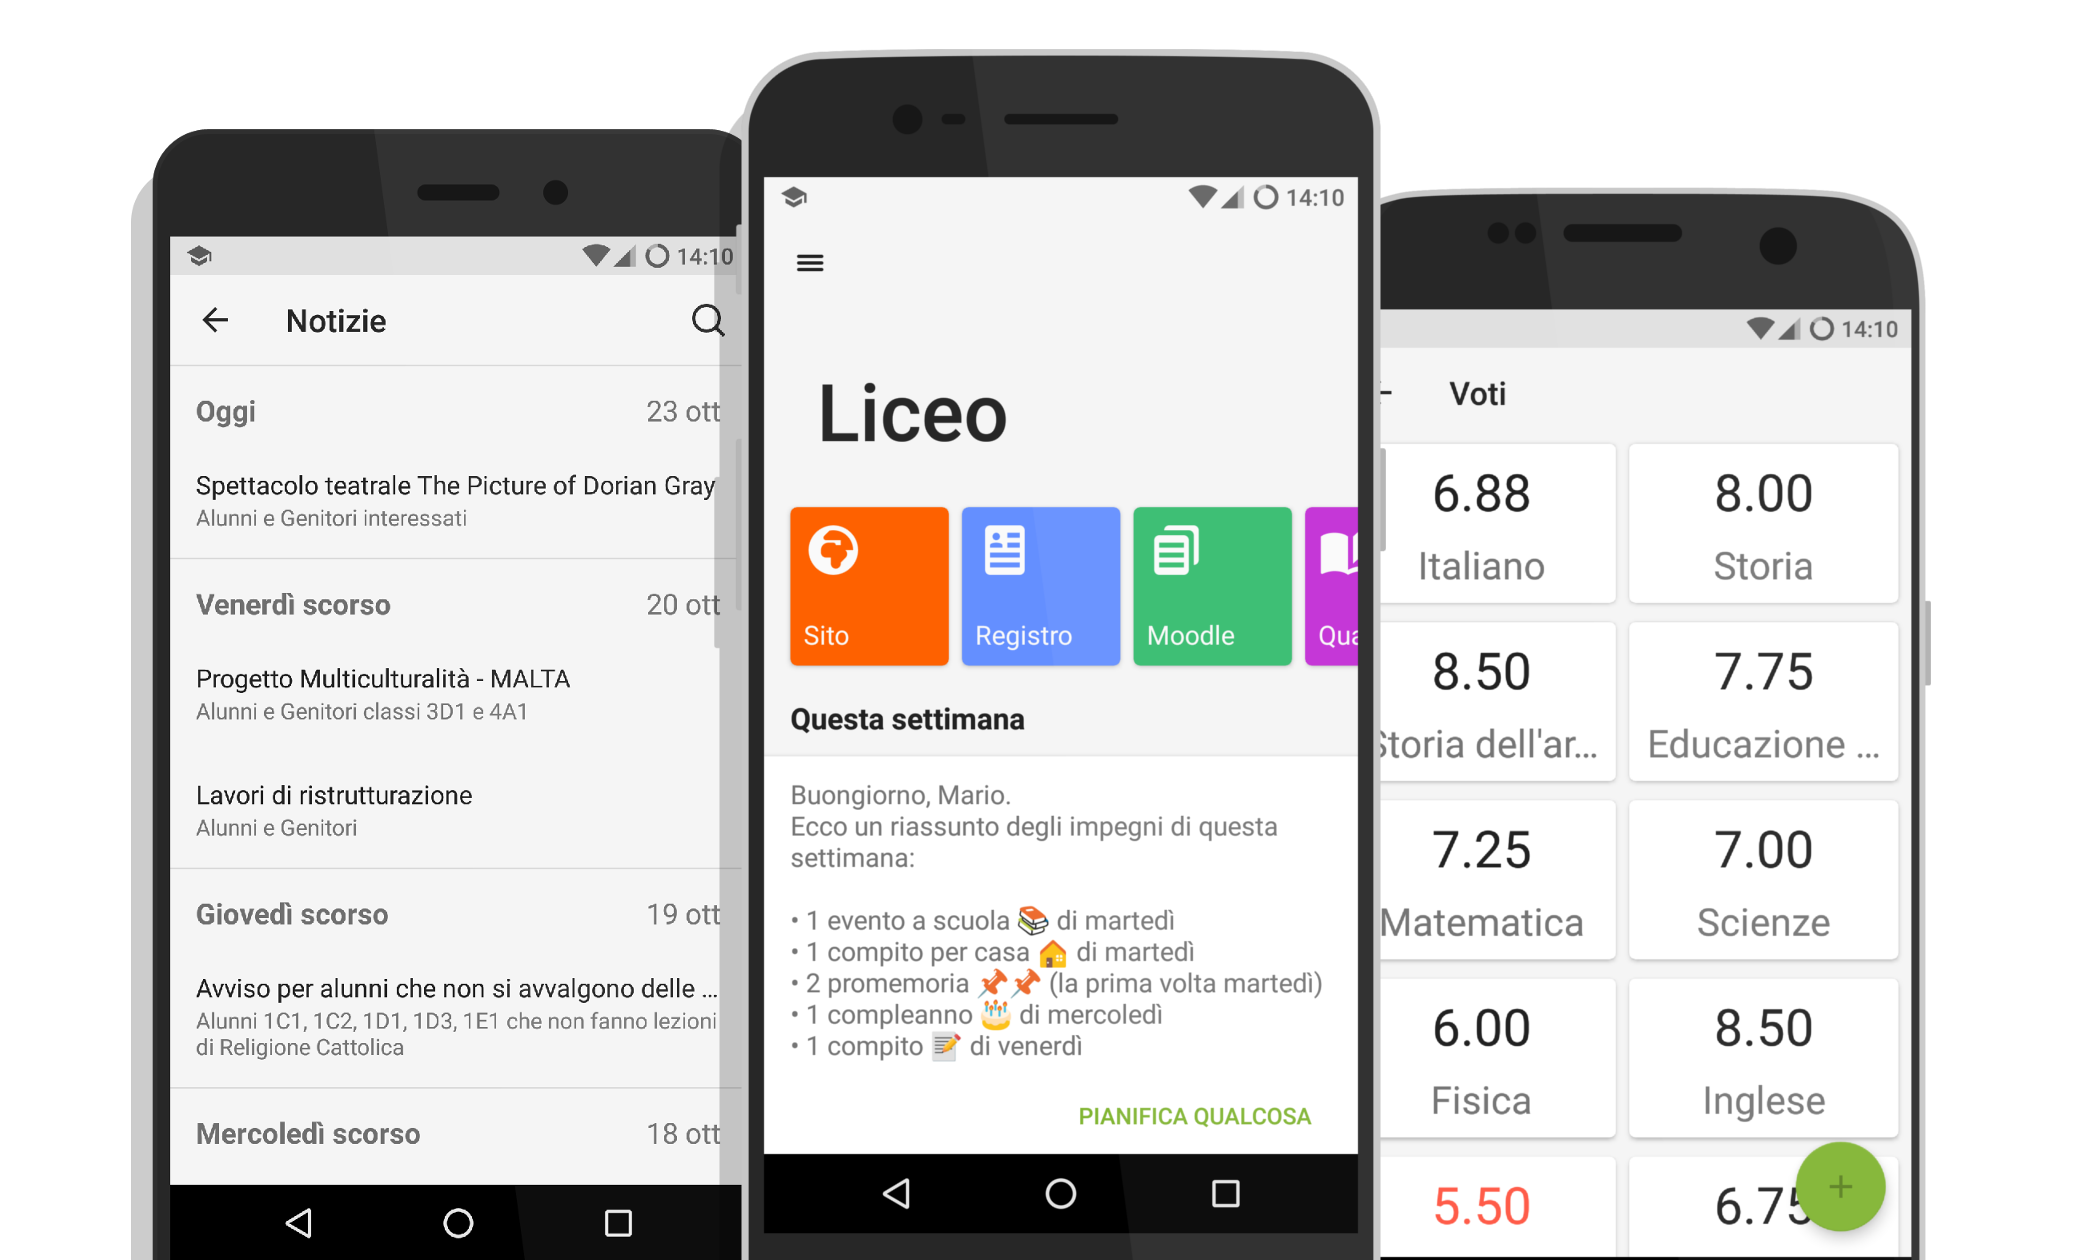 14:10
Notizie
Oggi 23 ott
Spettacolo teatrale The Picture of Dorian Gray
Alunni e Genitori interessati
Venerdì scorso 20 ott
Progetto Multiculturalità - MALTA
Alunni e Genitori classi 3D1 e 4A1
Lavori di ristrutturazione
Alunni e Genitori
Giovedì scorso 19 ott
Avviso per alunni che non si avvalgono delle ...
Alunni 1C1, 1C2, 1D1, 1D3, 1E1 che non fanno lezioni
di Religione Cattolica
Mercoledì scorso 18 ott
14:10
Liceo
Sito Registro Moodle Qua
Questa settimana
Buongiorno, Mario.
Ecco un riassunto degli impegni di questa
settimana:
• 1 evento a scuola 📚 di martedì
• 1 compito per casa 🏠 di martedì
• 2 promemoria 📌📌 (la prima volta martedì)
• 1 compleanno 🎂 di mercoledì
• 1 compito 📝 di venerdì
PIANIFICA QUALCOSA
14:10
Voti
6.88 8.00
Italiano Storia
8.50 7.75
Storia dell'ar... Educazione ...
7.25 7.00
Matematica Scienze
6.00 8.50
Fisica Inglese
5.50 6.75